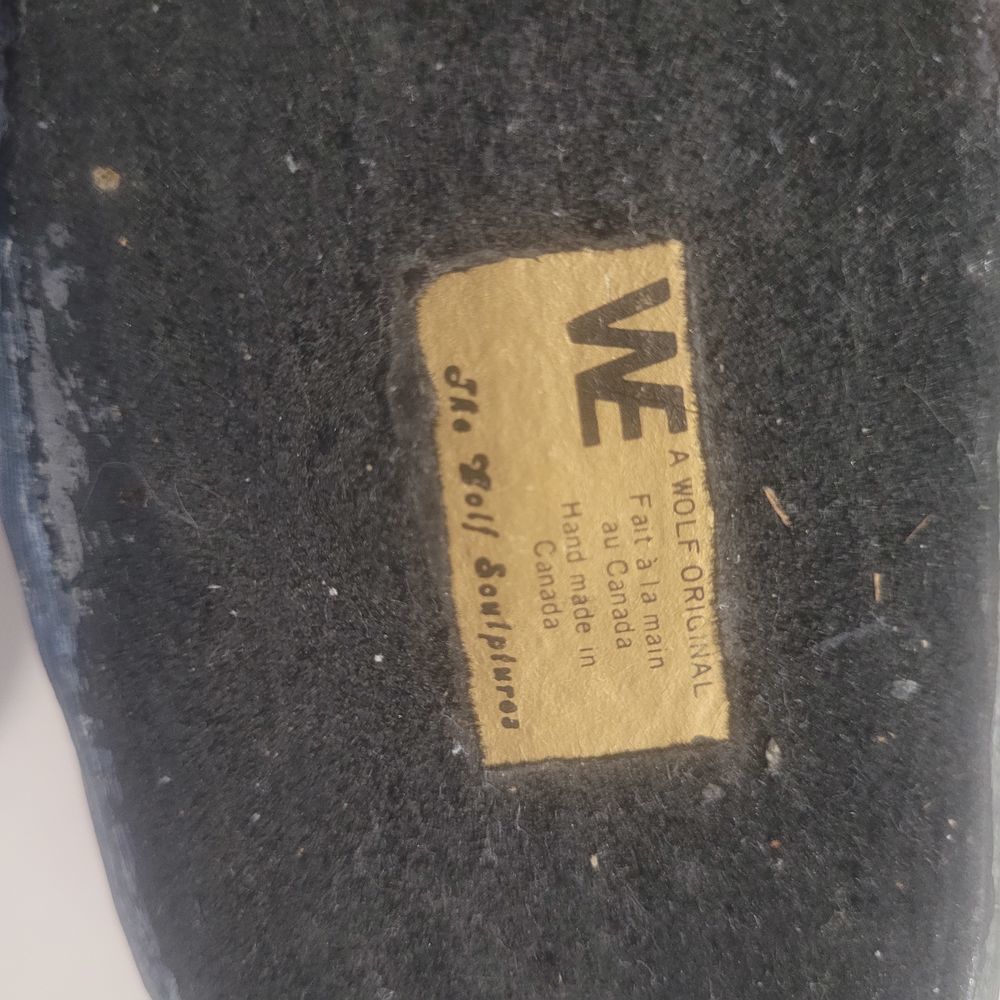 WE
A WOLF ORIGINAL
Fait à la main
au Canada
Hand made in
Canada
The Wolf Sculptures